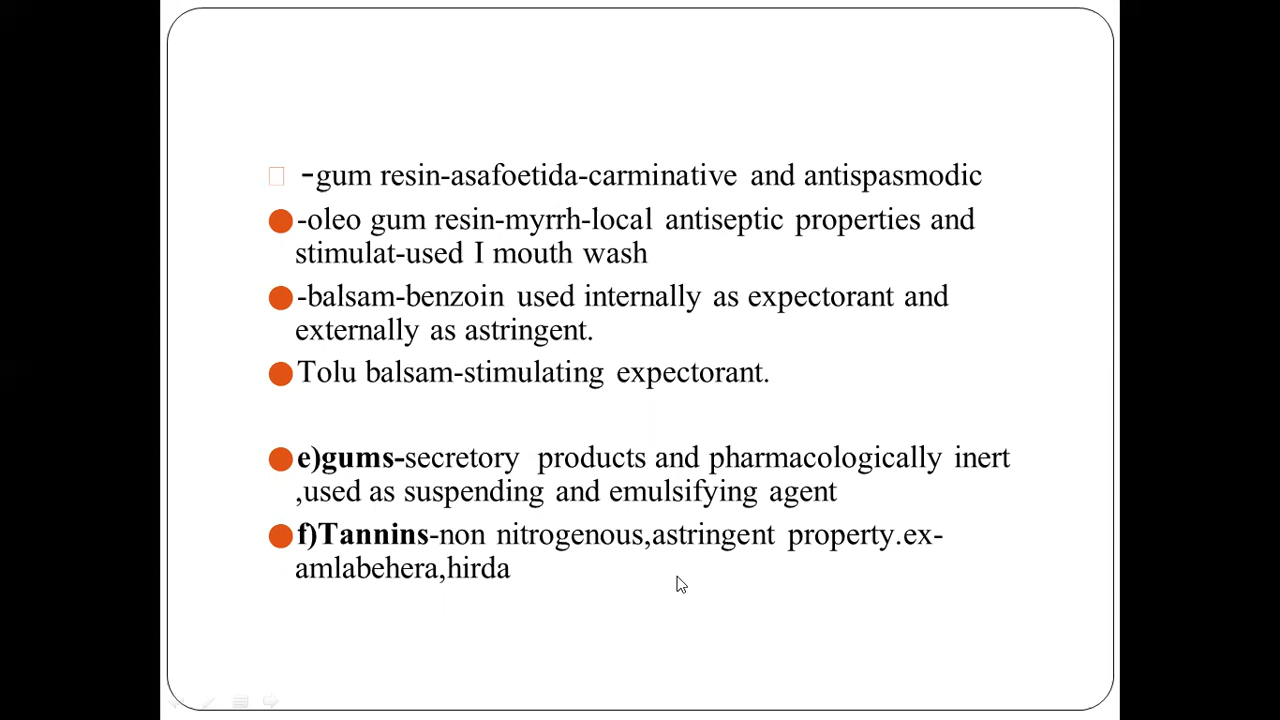 -gum resin-asafoetida-carminative and antispasmodic
-oleo gum resin-myrrh-local antiseptic properties and
stimulat-used I mouth wash
-balsam-benzoin used internally as expectorant and
externally as astringent.
Tolu balsam-stimulating expectorant.
e)gums-secretory products and pharmacologically inert
,used as suspending and emulsifying agent
f)Tannins-non nitrogenous,astringent property.ex-
amlabehera,hirda